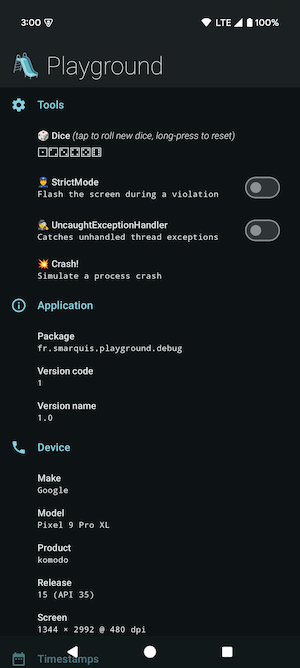 3:00 LTE 100%
Playground
Tools
Dice (tap to roll new dice, long-press to reset)
StrictMode
Flash the screen during a violation
UncaughtExceptionHandler
Catches unhandled thread exceptions
Crash!
Simulate a process crash
Application
Package
fr.smarquis.playground.debug
Version code
1
Version name
1.0
Device
Make
Google
Model
Pixel 9 Pro XL
Product
komodo
Release
15 (API 35)
Screen
1344 × 2992 @ 480 dpi
Timestamps